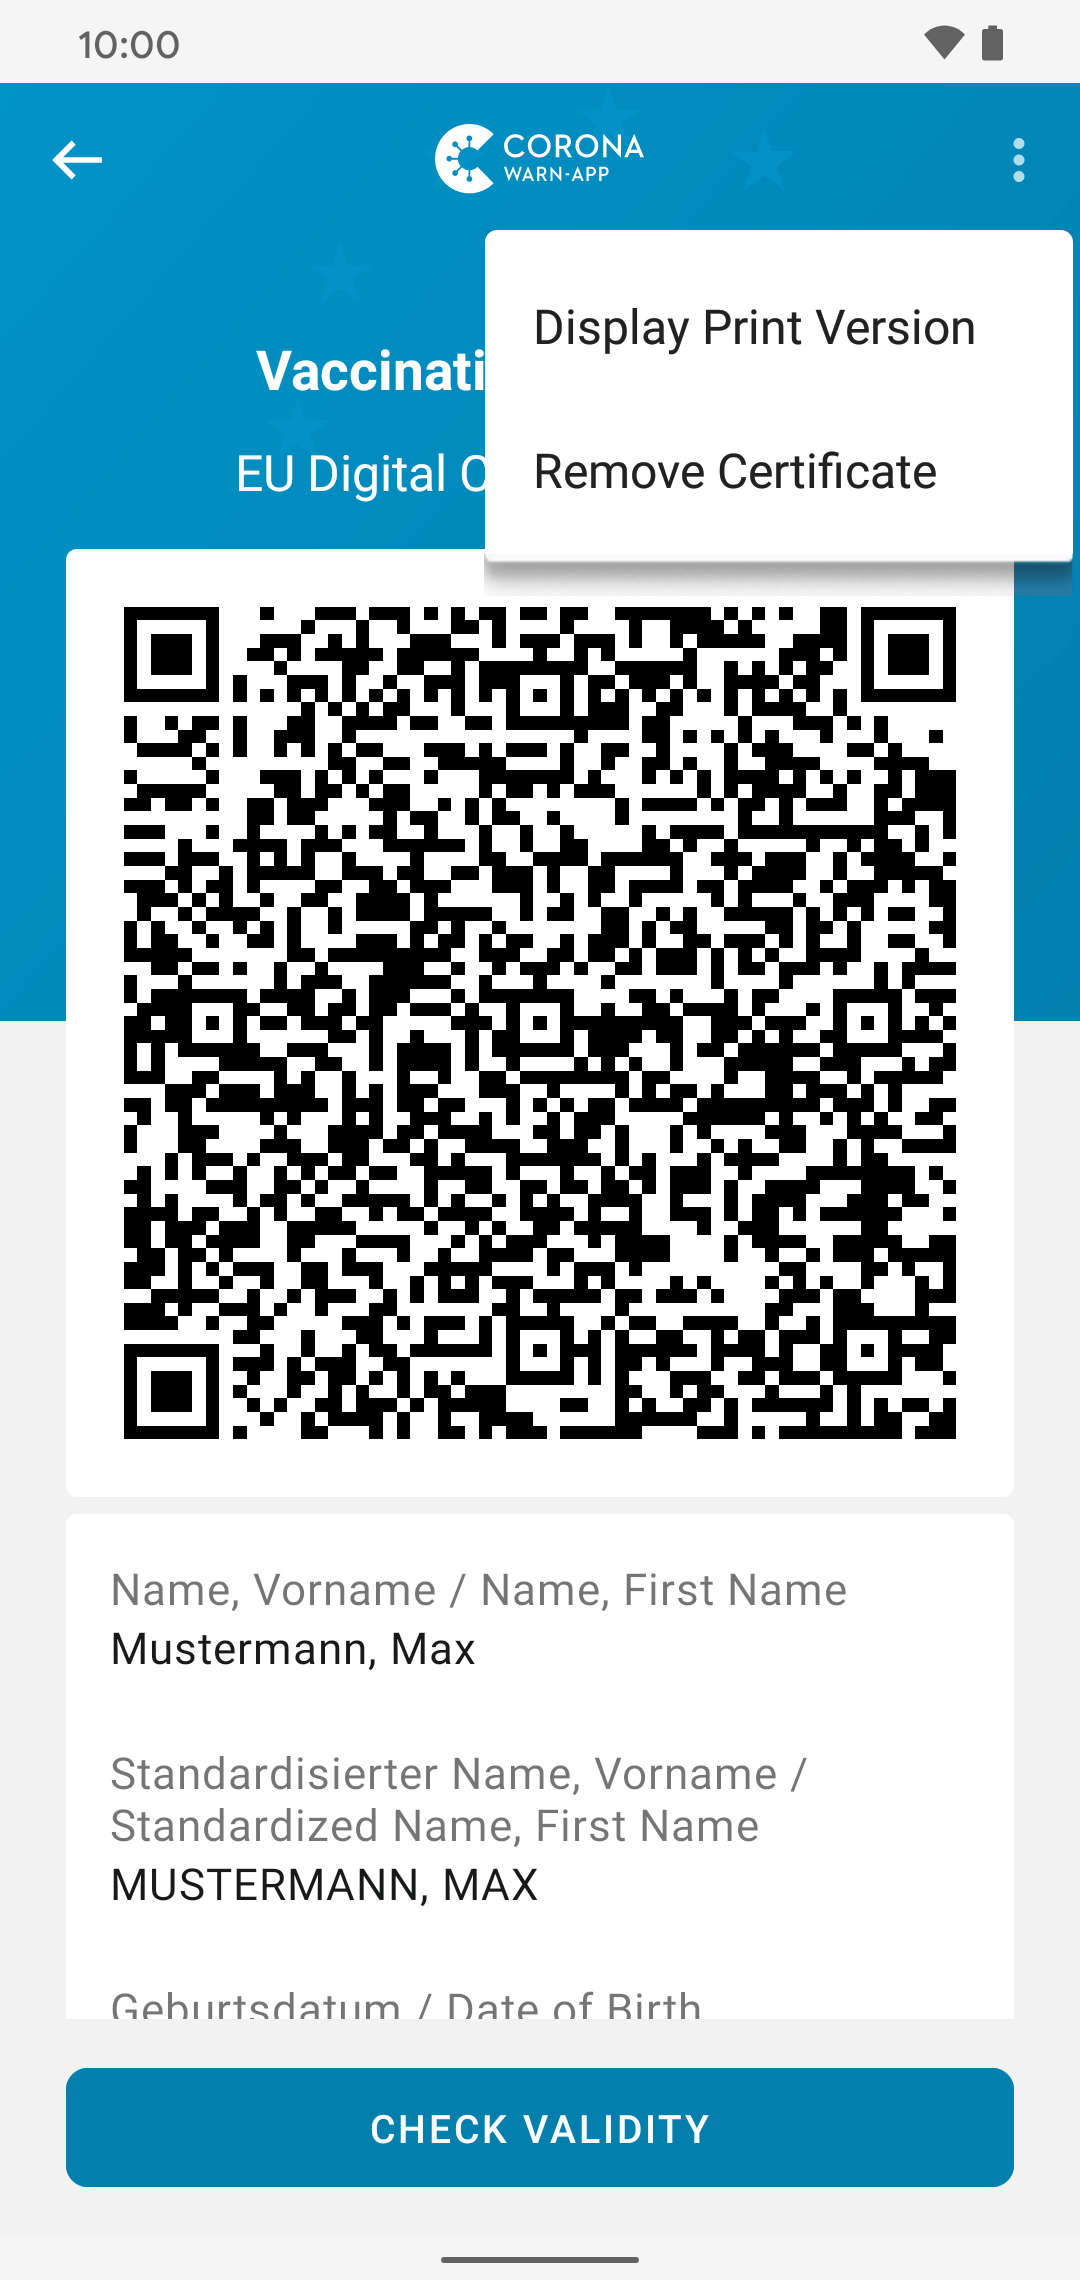 10:00
CORONA
WARN-APP
Display Print Version
Vaccinati
Remove Certificate
EU Digital C
Name, Vorname / Name, First Name
Mustermann, Max
Standardisierter Name, Vorname /
Standardized Name, First Name
MUSTERMANN, MAX
Geburtsdatum / Date of Birth
CHECK VALIDITY